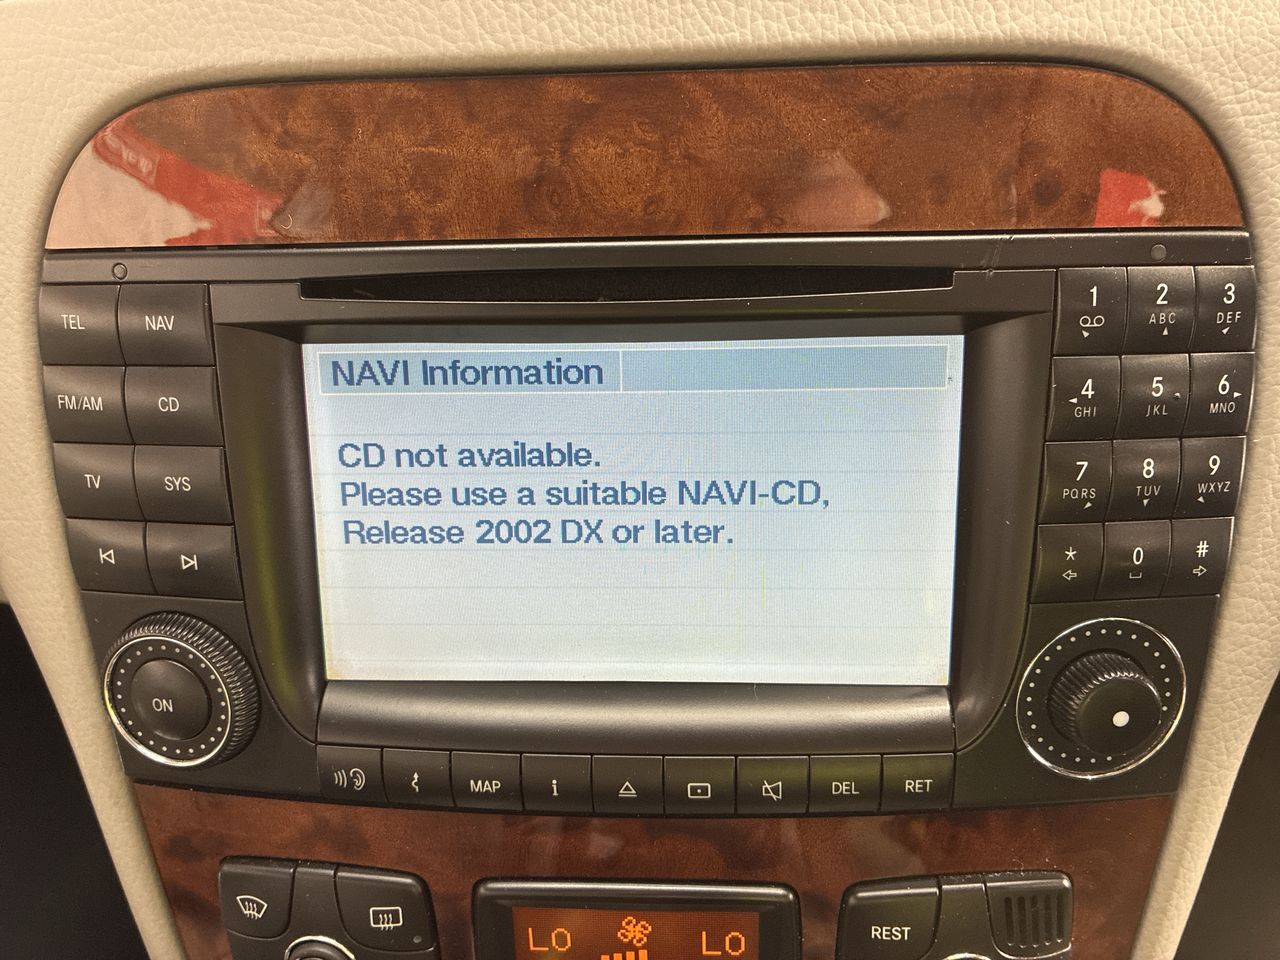 TEL
NAV
FM/AM
CD
TV
SYS
ON
NAVI Information
CD not available.
Please use a suitable NAVI-CD,
Release 2002 DX or later.
1
2
ABC
3
DEF
4
GHI
5
JKL
6
MNO
7
PQRS
8
TUV
9
WXYZ
*
0
#
MAP
i
DEL
RET
LO
LO
REST